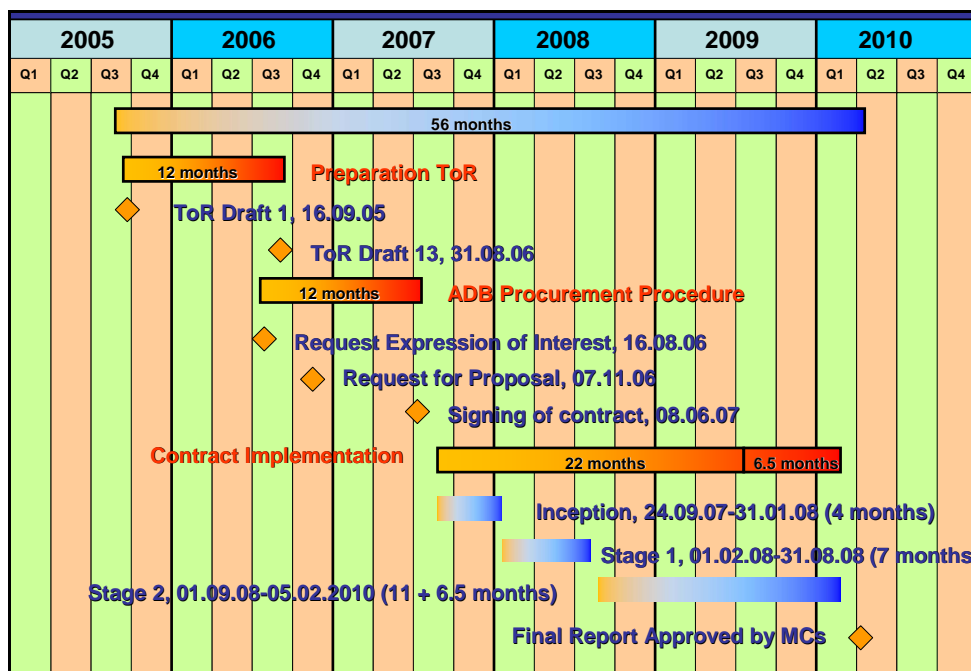 2005 2006 2007 2008 2009 2010
Q1 Q2 Q3 Q4 Q1 Q2 Q3 Q4 Q1 Q2 Q3 Q4 Q1 Q2 Q3 Q4 Q1 Q2 Q3 Q4 Q1 Q2 Q3 Q4
56 months
12 months Preparation ToR
ToR Draft 1, 16.09.05
ToR Draft 13, 31.08.06
12 months ADB Procurement Procedure
Request Expression of Interest, 16.08.06
Request for Proposal, 07.11.06
Signing of contract, 08.06.07
Contract Implementation 22 months 6.5 months
Inception, 24.09.07-31.01.08 (4 months)
Stage 1, 01.02.08-31.08.08 (7 months
Stage 2, 01.09.08-05.02.2010 (11 + 6.5 months)
Final Report Approved by MCs